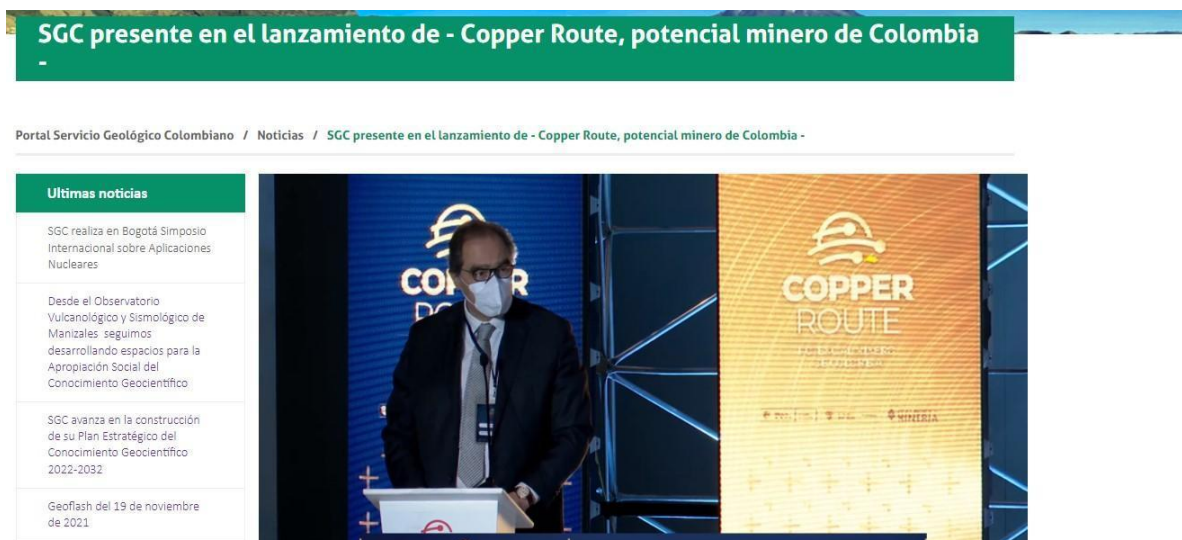 SGC presente en el lanzamiento de - Copper Route, potencial minero de Colombia
-
Portal Servicio Geológico Colombiano / Noticias / SGC presente en el lanzamiento de - Copper Route, potencial minero de Colombia -
Ultimas noticias
SGC realiza en Bogotá Simposio
Internacional sobre Aplicaciones
Nucleares
Desde el Observatorio
Vulcanológico y Sismológico de
Manizales seguimos
desarrollando espacios para la
Apropiación Social del
Conocimiento Geocientífico
SGC avanza en la construcción
de su Plan Estratégico del
Conocimiento Geocientífico
2022-2032
Geoflash del 19 de noviembre
de 2021
COPPER
ROUTE
MINERÍA